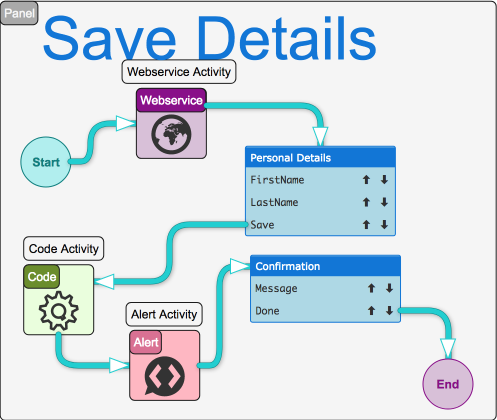 Panel
Save Details
Webservice Activity
Webservice
Start
Personal Details
FirstName
LastName
Save
Code Activity
Code
Confirmation
Message
Done
Alert Activity
Alert
End